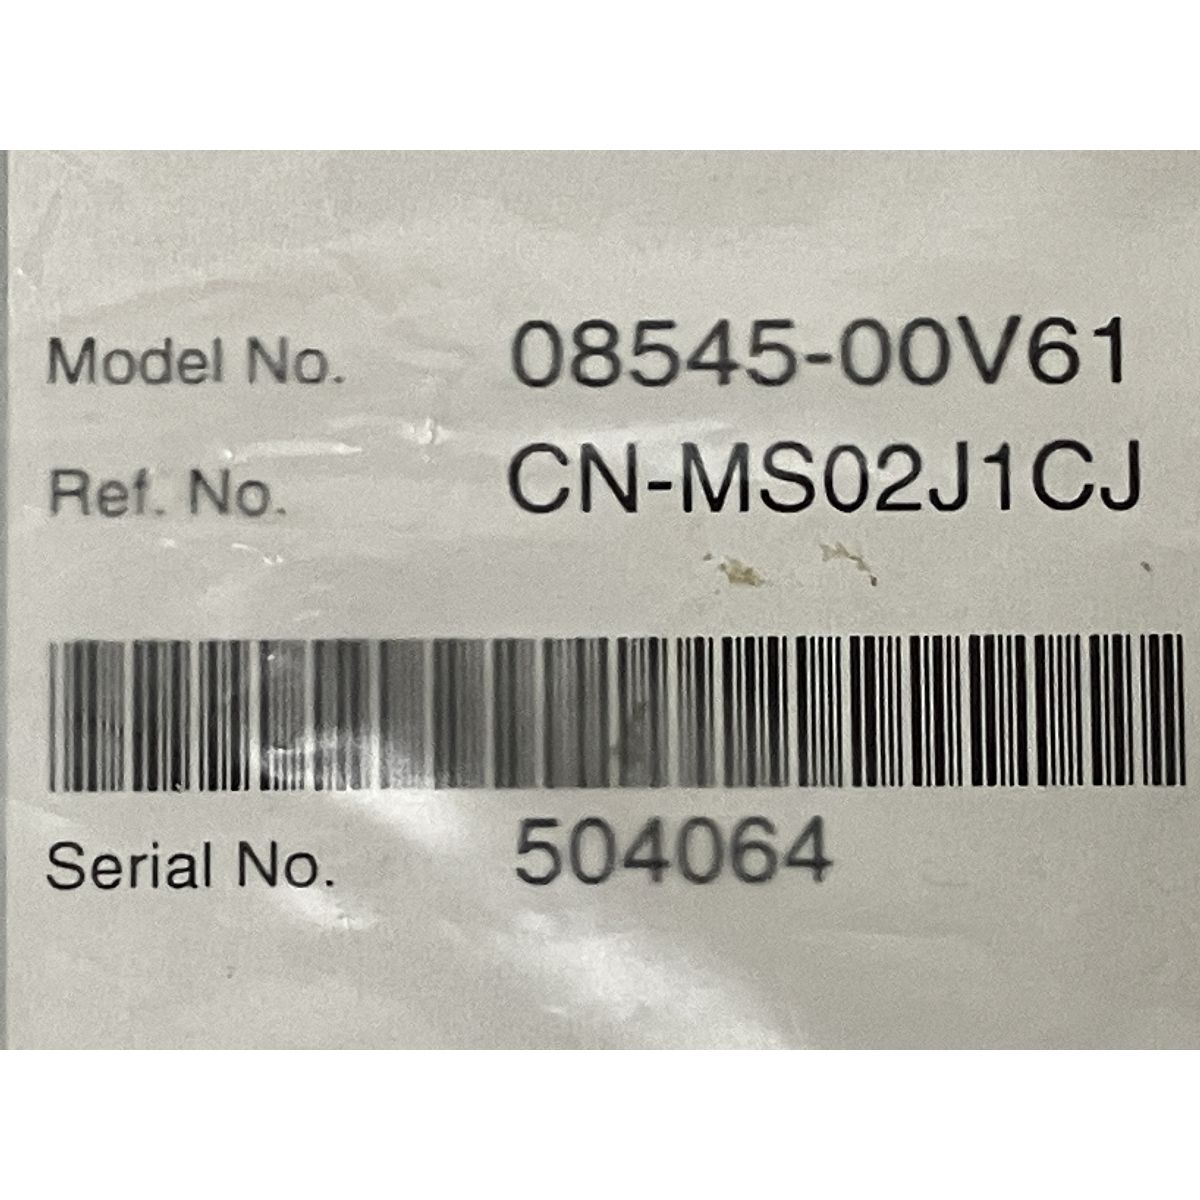 Model No. 08545-00V61
Ref. No. CN-MS02J1CJ
Serial No. 504064